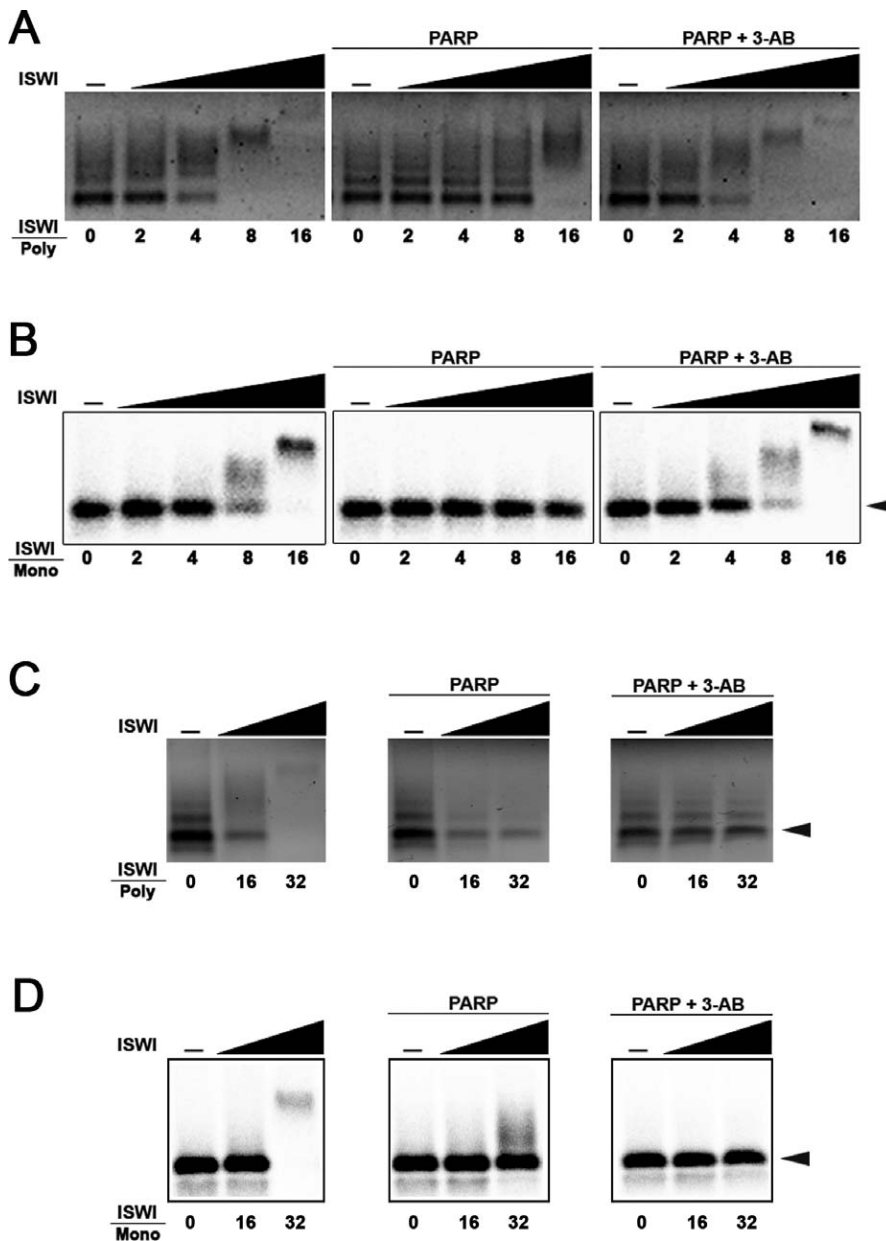 A
PARP PARP + 3-AB
ISWI —
ISWI
Poly
0 2 4 8 16 0 2 4 8 16 0 2 4 8 16
B
PARP PARP + 3-AB
ISWI —
ISWI
Mono
0 2 4 8 16 0 2 4 8 16 0 2 4 8 16
C
PARP PARP + 3-AB
ISWI —
ISWI
Poly
0 16 32 0 16 32 0 16 32
D
PARP PARP + 3-AB
ISWI —
ISWI
Mono
0 16 32 0 16 32 0 16 32